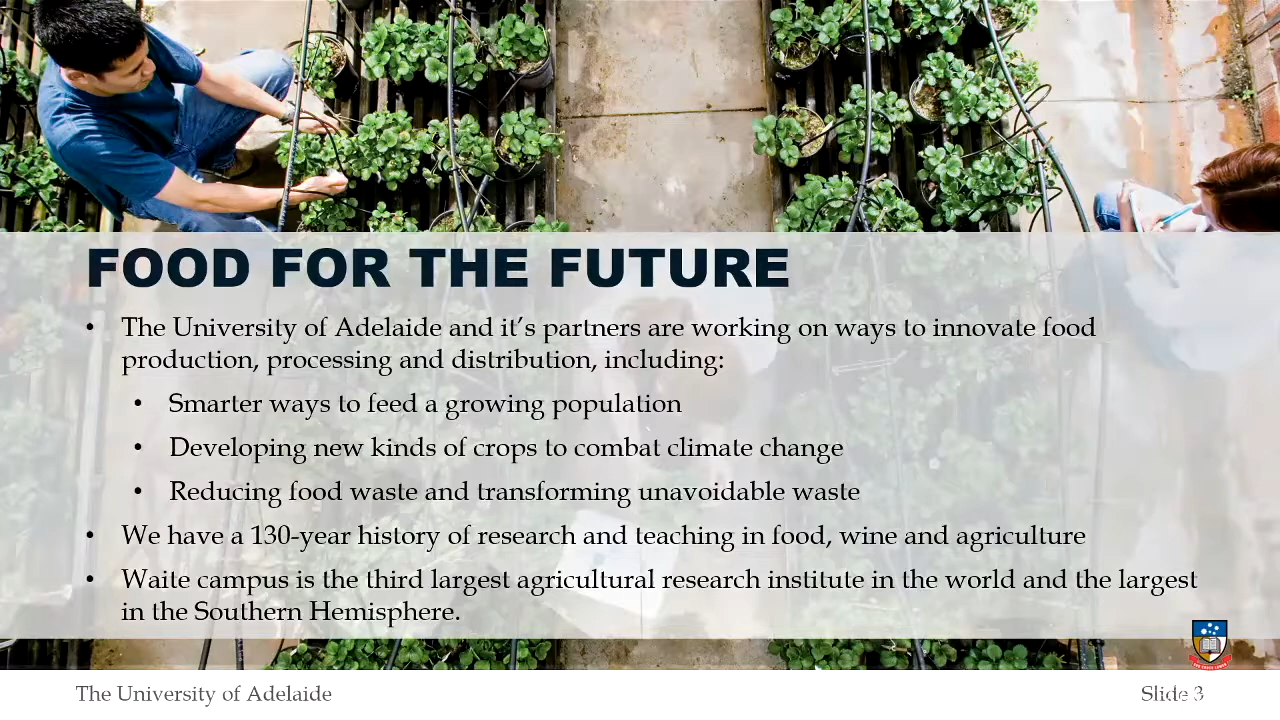 FOOD FOR THE FUTURE
• The University of Adelaide and it’s partners are working on ways to innovate food
production, processing and distribution, including:
• Smarter ways to feed a growing population
• Developing new kinds of crops to combat climate change
• Reducing food waste and transforming unavoidable waste
• We have a 130-year history of research and teaching in food, wine and agriculture
• Waite campus is the third largest agricultural research institute in the world and the largest
in the Southern Hemisphere.
The University of Adelaide
Slide 3